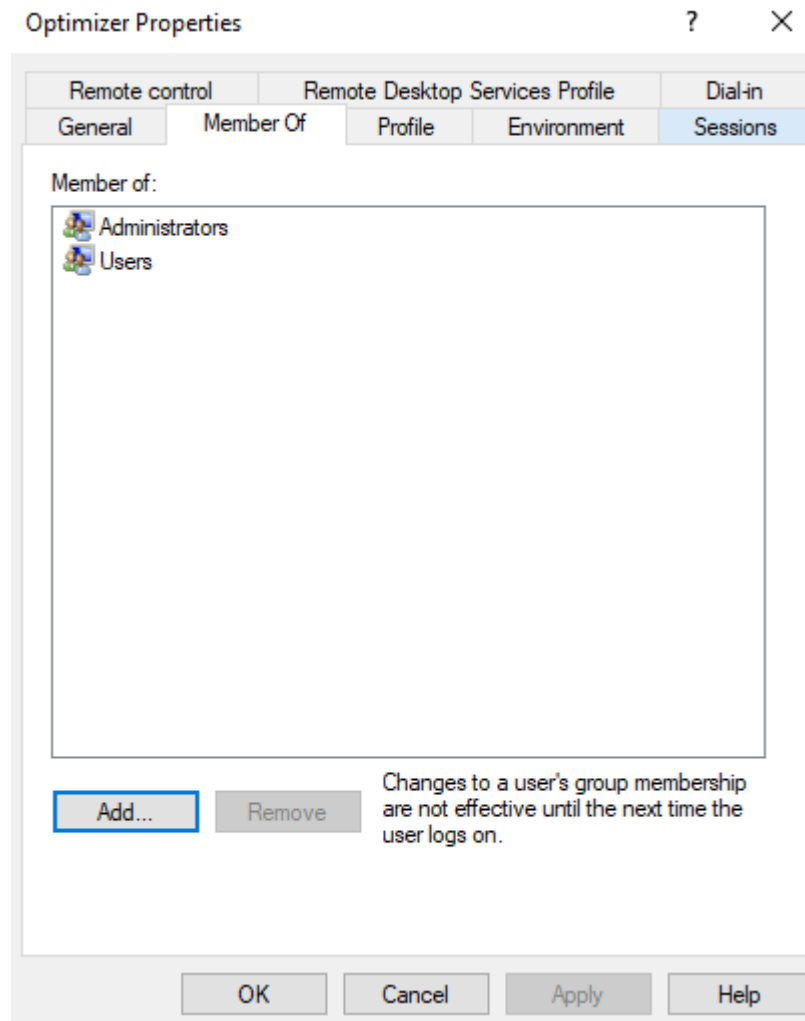 Optimizer Properties
?
Remote control
Remote Desktop Services Profile
Dial-in
General
Member Of
Profile
Environment
Sessions
Member of:
Administrators
Users
Add...
Remove
Changes to a user's group membership
are not effective until the next time the
user logs on.
OK
Cancel
Apply
Help